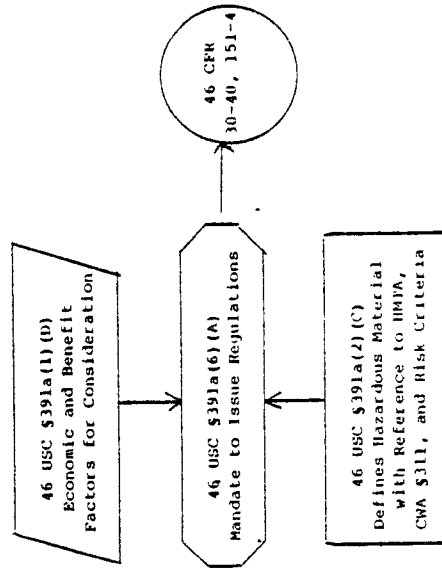 46 USC §391a(1)(D)
Economic and Benefit
Factors for Consideration
46 USC §391a(6)(A)
Mandate to Issue Regulations
46 CFR
30-40, 151-4
46 USC §391a(2)(C)
Defines Hazardous Material
with Reference to HMTA,
CWA §311, and Risk Criteria